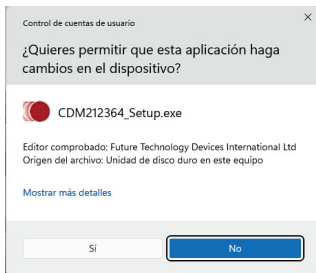 Control de cuentas de usuario
¿Quieres permitir que esta aplicación haga
cambios en el dispositivo?
CDM212364_Setup.exe
Editor comprobado: Future Technology Devices International Ltd
Origen del archivo: Unidad de disco duro en este equipo
Mostrar más detalles
Sí
No